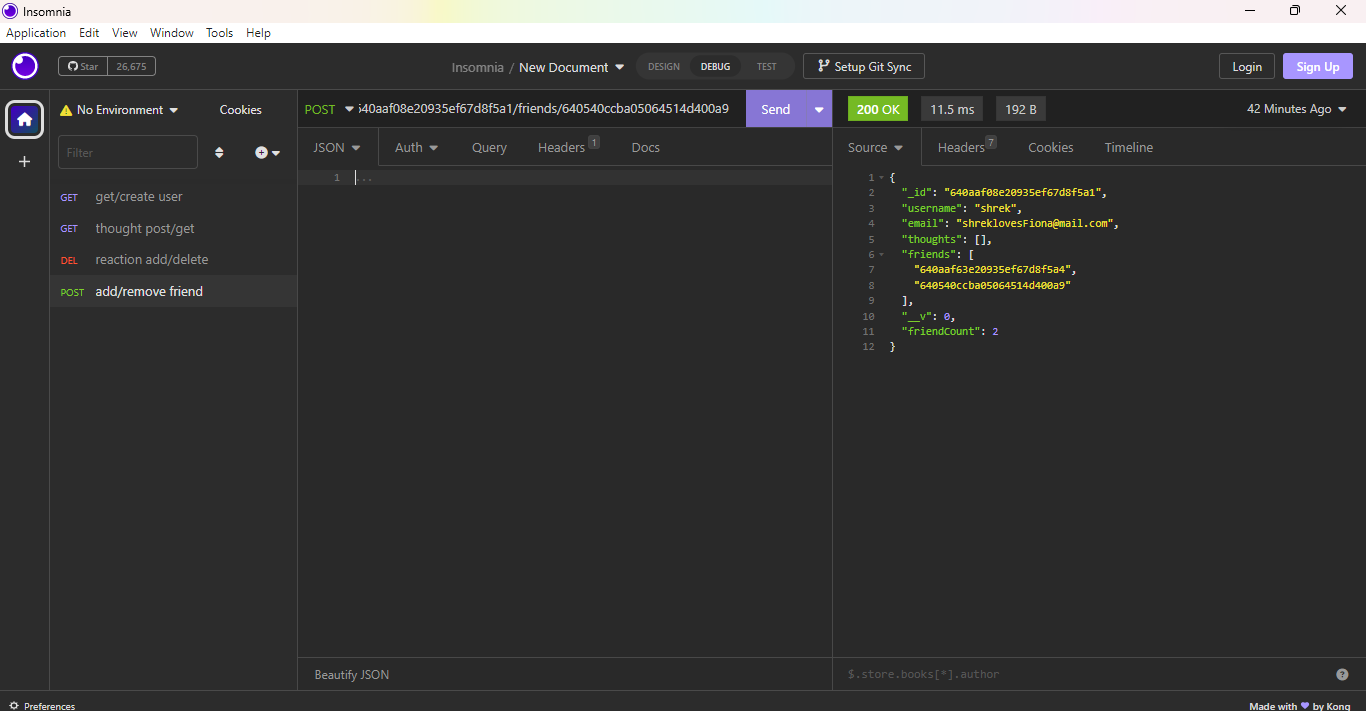 Insomnia
Application Edit View Window Tools Help
Star 26,675
Insomnia / New Document
DESIGN DEBUG TEST
Setup Git Sync
Login Sign Up
No Environment Cookies
Filter
GET get/create user
GET thought post/get
DEL reaction add/delete
POST add/remove friend
POST 640aaf08e20935ef67d8f5a1/friends/640540ccba05064514d400a9 Send
JSON Auth Query Headers 1 Docs
1 ...
Beautify JSON
200 OK 11.5 ms 192 B 42 Minutes Ago
Source Headers 7 Cookies Timeline
1 {
2 "_id": "640aaf08e20935ef67d8f5a1",
3 "username": "shrek",
4 "email": "shreklovesFiona@mail.com",
5 "thoughts": [],
6 "friends": [
7 "640aaf63e20935ef67d8f5a4",
8 "640540ccba05064514d400a9"
9 ],
10 "__v": 0,
11 "friendCount": 2
12 }
$.store.books[*].author ?
Preferences
Made with by Kong